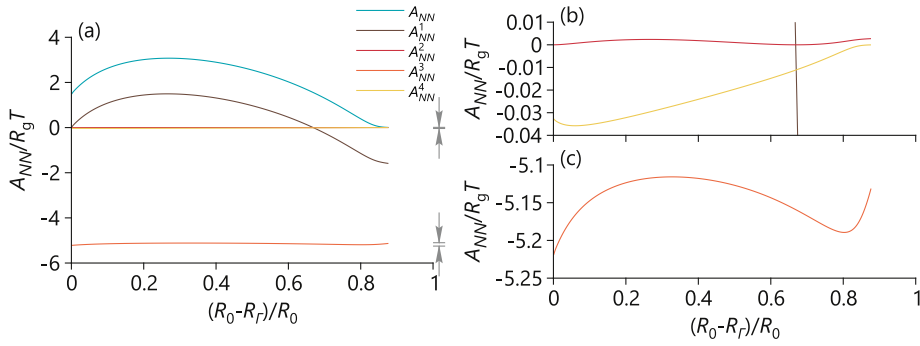 (a)
A_NN/R_gT
4
2
0
-2
-4
-6
0
0.2
0.4
0.6
0.8
1
(R_0-R_Γ)/R_0
A_NN
A^1_NN
A^2_NN
A^3_NN
A^4_NN
(b)
A_NN/R_gT
0.01
0
-0.01
-0.02
-0.03
-0.04
(c)
A_NN/R_gT
-5.1
-5.15
-5.2
-5.25
0
0.2
0.4
0.6
0.8
1
(R_0-R_Γ)/R_0